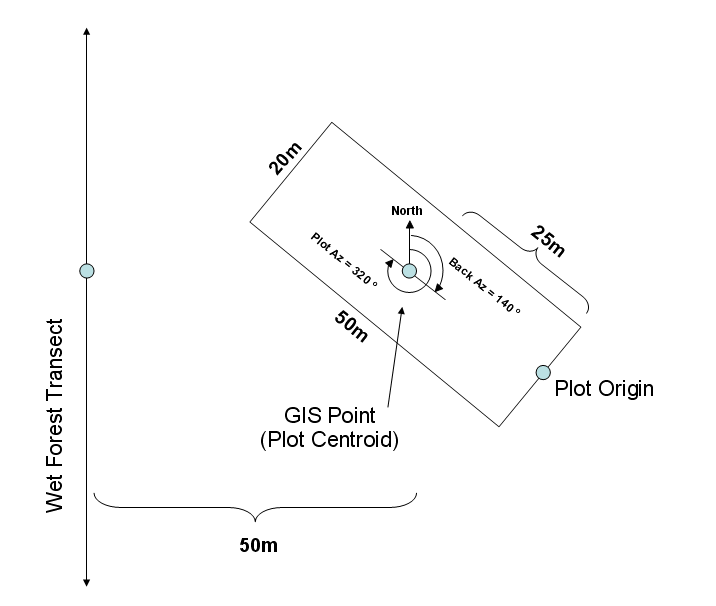 20m
North
25m
Plot Az = 320 °
Back Az = 140 °
50m
Plot Origin
GIS Point
(Plot Centroid)
Wet Forest Transect
50m